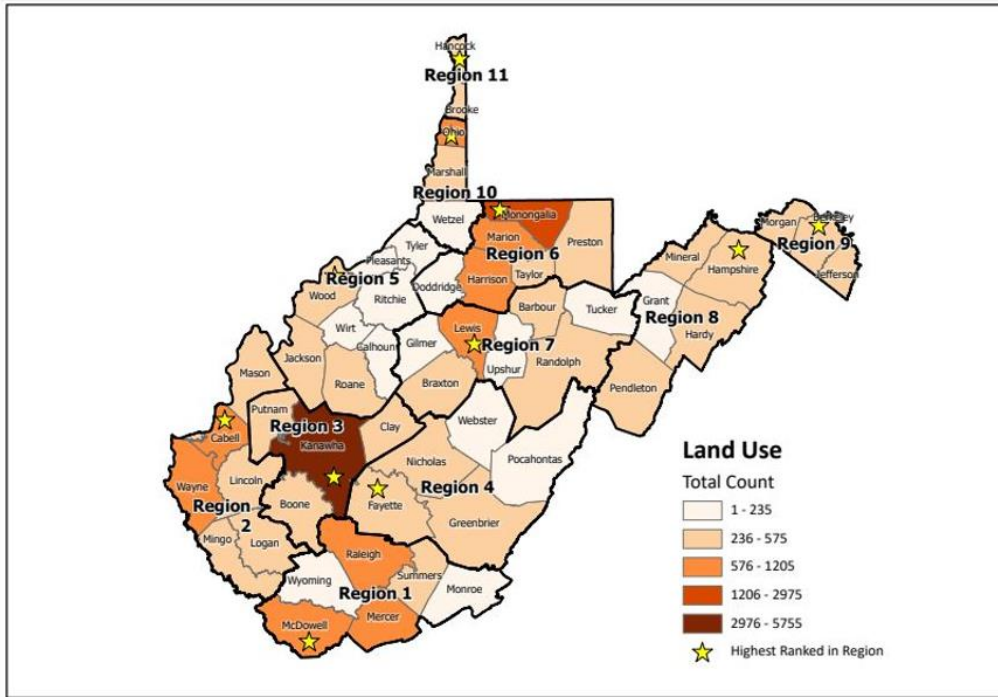 Hancock
Region 11
Brooke
Ohio
Marshall
Region 10
Wetzel
Monongalia
Marion
Preston
Region 6
Harrison
Taylor
Tyler
Pleasants
Region 5
Doddridge
Wood
Ritchie
Wirt
Calhoun
Gilmer
Jackson
Roane
Lewis
Region 7
Upshur
Barbour
Tucker
Randolph
Braxton
Morgan
Berkeley
Region 9
Jefferson
Mineral
Hampshire
Grant
Region 8
Hardy
Pendleton
Mason
Putnam
Region 3
Kanawha
Clay
Cabell
Wayne
Lincoln
Region
2
Boone
Mingo
Logan
Webster
Pocahontas
Nicholas
Region 4
Fayette
Greenbrier
Raleigh
Summers
Wyoming
Monroe
Region 1
McDowell
Mercer
Land Use
Total Count
1 - 235
236 - 575
576 - 1205
1206 - 2975
2976 - 5755
Highest Ranked in Region